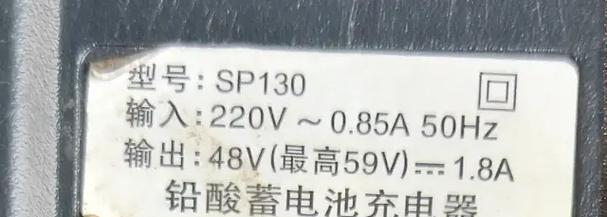 型号: SP130
输入: 220V ~ 0.85A 50Hz
输出: 48V(最高59V)⎓1.8A
铅酸蓄电池充电器